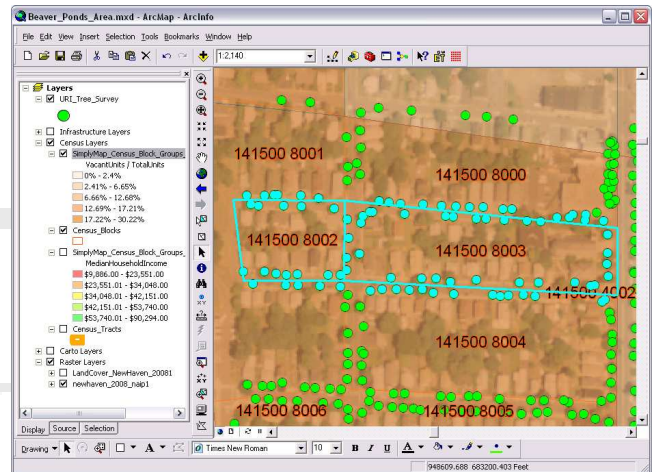 Beaver_Ponds_Area.mxd - ArcMap - ArcInfo
File Edit View Insert Selection Tools Bookmarks Window Help
1:2,140
Layers
URI_Tree_Survey
Infrastructure Layers
Census Layers
SimplyMap_Census_Block_Groups_
VacantUnits / TotalUnits
0% - 2.4%
2.41% - 6.65%
6.66% - 12.68%
12.69% - 17.21%
17.22% - 30.22%
Census_Blocks
SimplyMap_Census_Block_Groups_
MedianHouseholdIncome
$9,886.00 - $23,551.00
$23,551.01 - $34,048.00
$34,048.01 - $42,151.00
$42,151.01 - $53,740.00
$53,740.01 - $90,294.00
Census_Tracts
Carto Layers
Raster Layers
LandCover_NewHaven_20081
newhaven_2008_naip1
Display Source Selection
141500 8001
141500 8000
141500 8002
141500 8003
141500 4002
141500 8004
141500 8006
141500 8005
Drawing A Times New Roman 10 B I U A
948609.688 683200.403 Feet